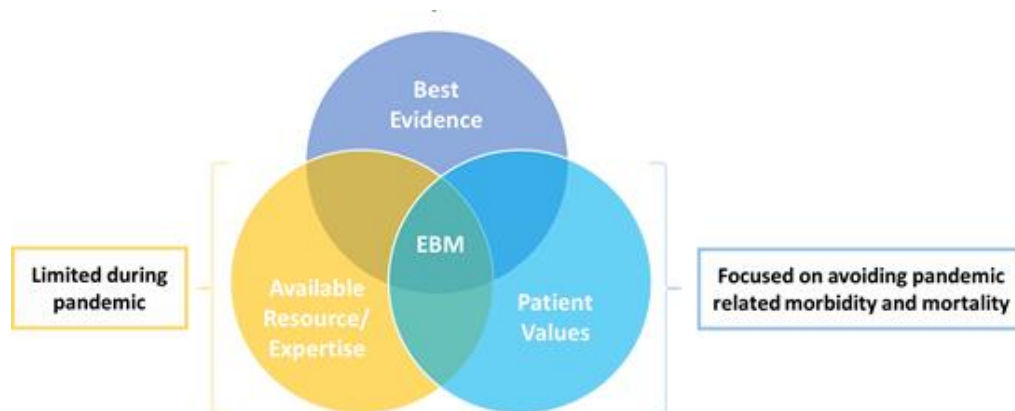 Best
Evidence
EBM
Limited during
pandemic
Available
Resource/
Expertise
Patient
Values
Focused on avoiding pandemic
related morbidity and mortality